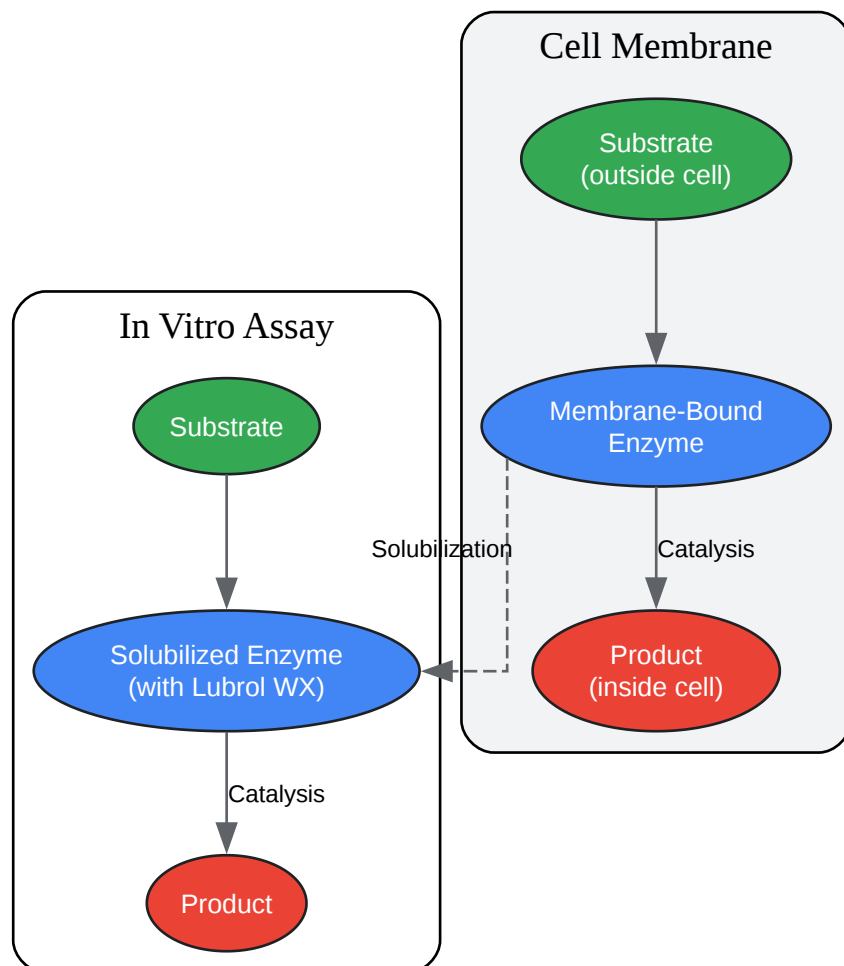 Cell Membrane
Substrate
(outside cell)
Membrane-Bound
Enzyme
Catalysis
Product
(inside cell)
Solubilization
In Vitro Assay
Substrate
Solubilized Enzyme
(with Lubrol WX)
Catalysis
Product